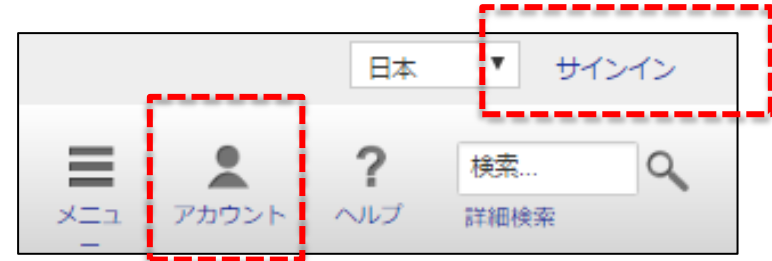 日本 ▼ サインイン
? 検索...
メニュ
ー
アカウント
ヘルプ
詳細検索